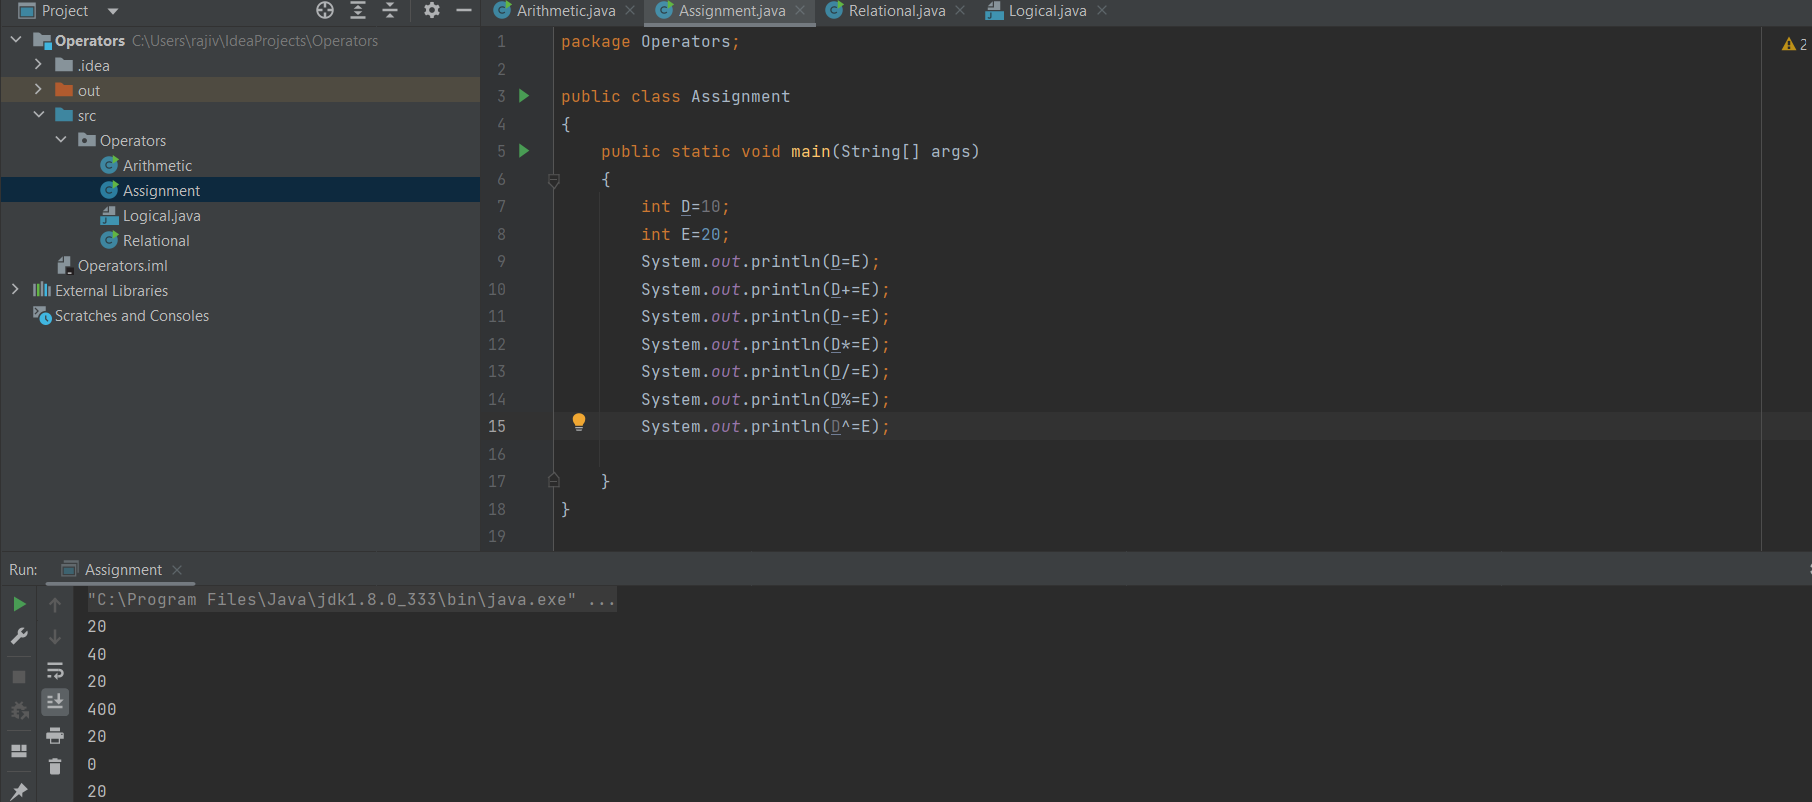 Project
Operators C:\Users\rajiv\IdeaProjects\Operators
.idea
out
src
Operators
Arithmetic
Assignment
Logical.java
Relational
Operators.iml
External Libraries
Scratches and Consoles
Arithmetic.java Assignment.java Relational.java Logical.java
2
1 package Operators;
2
3 public class Assignment
4 {
5 public static void main(String[] args)
6 {
7 int D=10;
8 int E=20;
9 System.out.println(D=E);
10 System.out.println(D+=E);
11 System.out.println(D-=E);
12 System.out.println(D*=E);
13 System.out.println(D/=E);
14 System.out.println(D%=E);
15 System.out.println(D^=E);
16
17 }
18 }
19
Run: Assignment
"C:\Program Files\Java\jdk1.8.0_333\bin\java.exe" ...
20
40
20
400
20
0
20